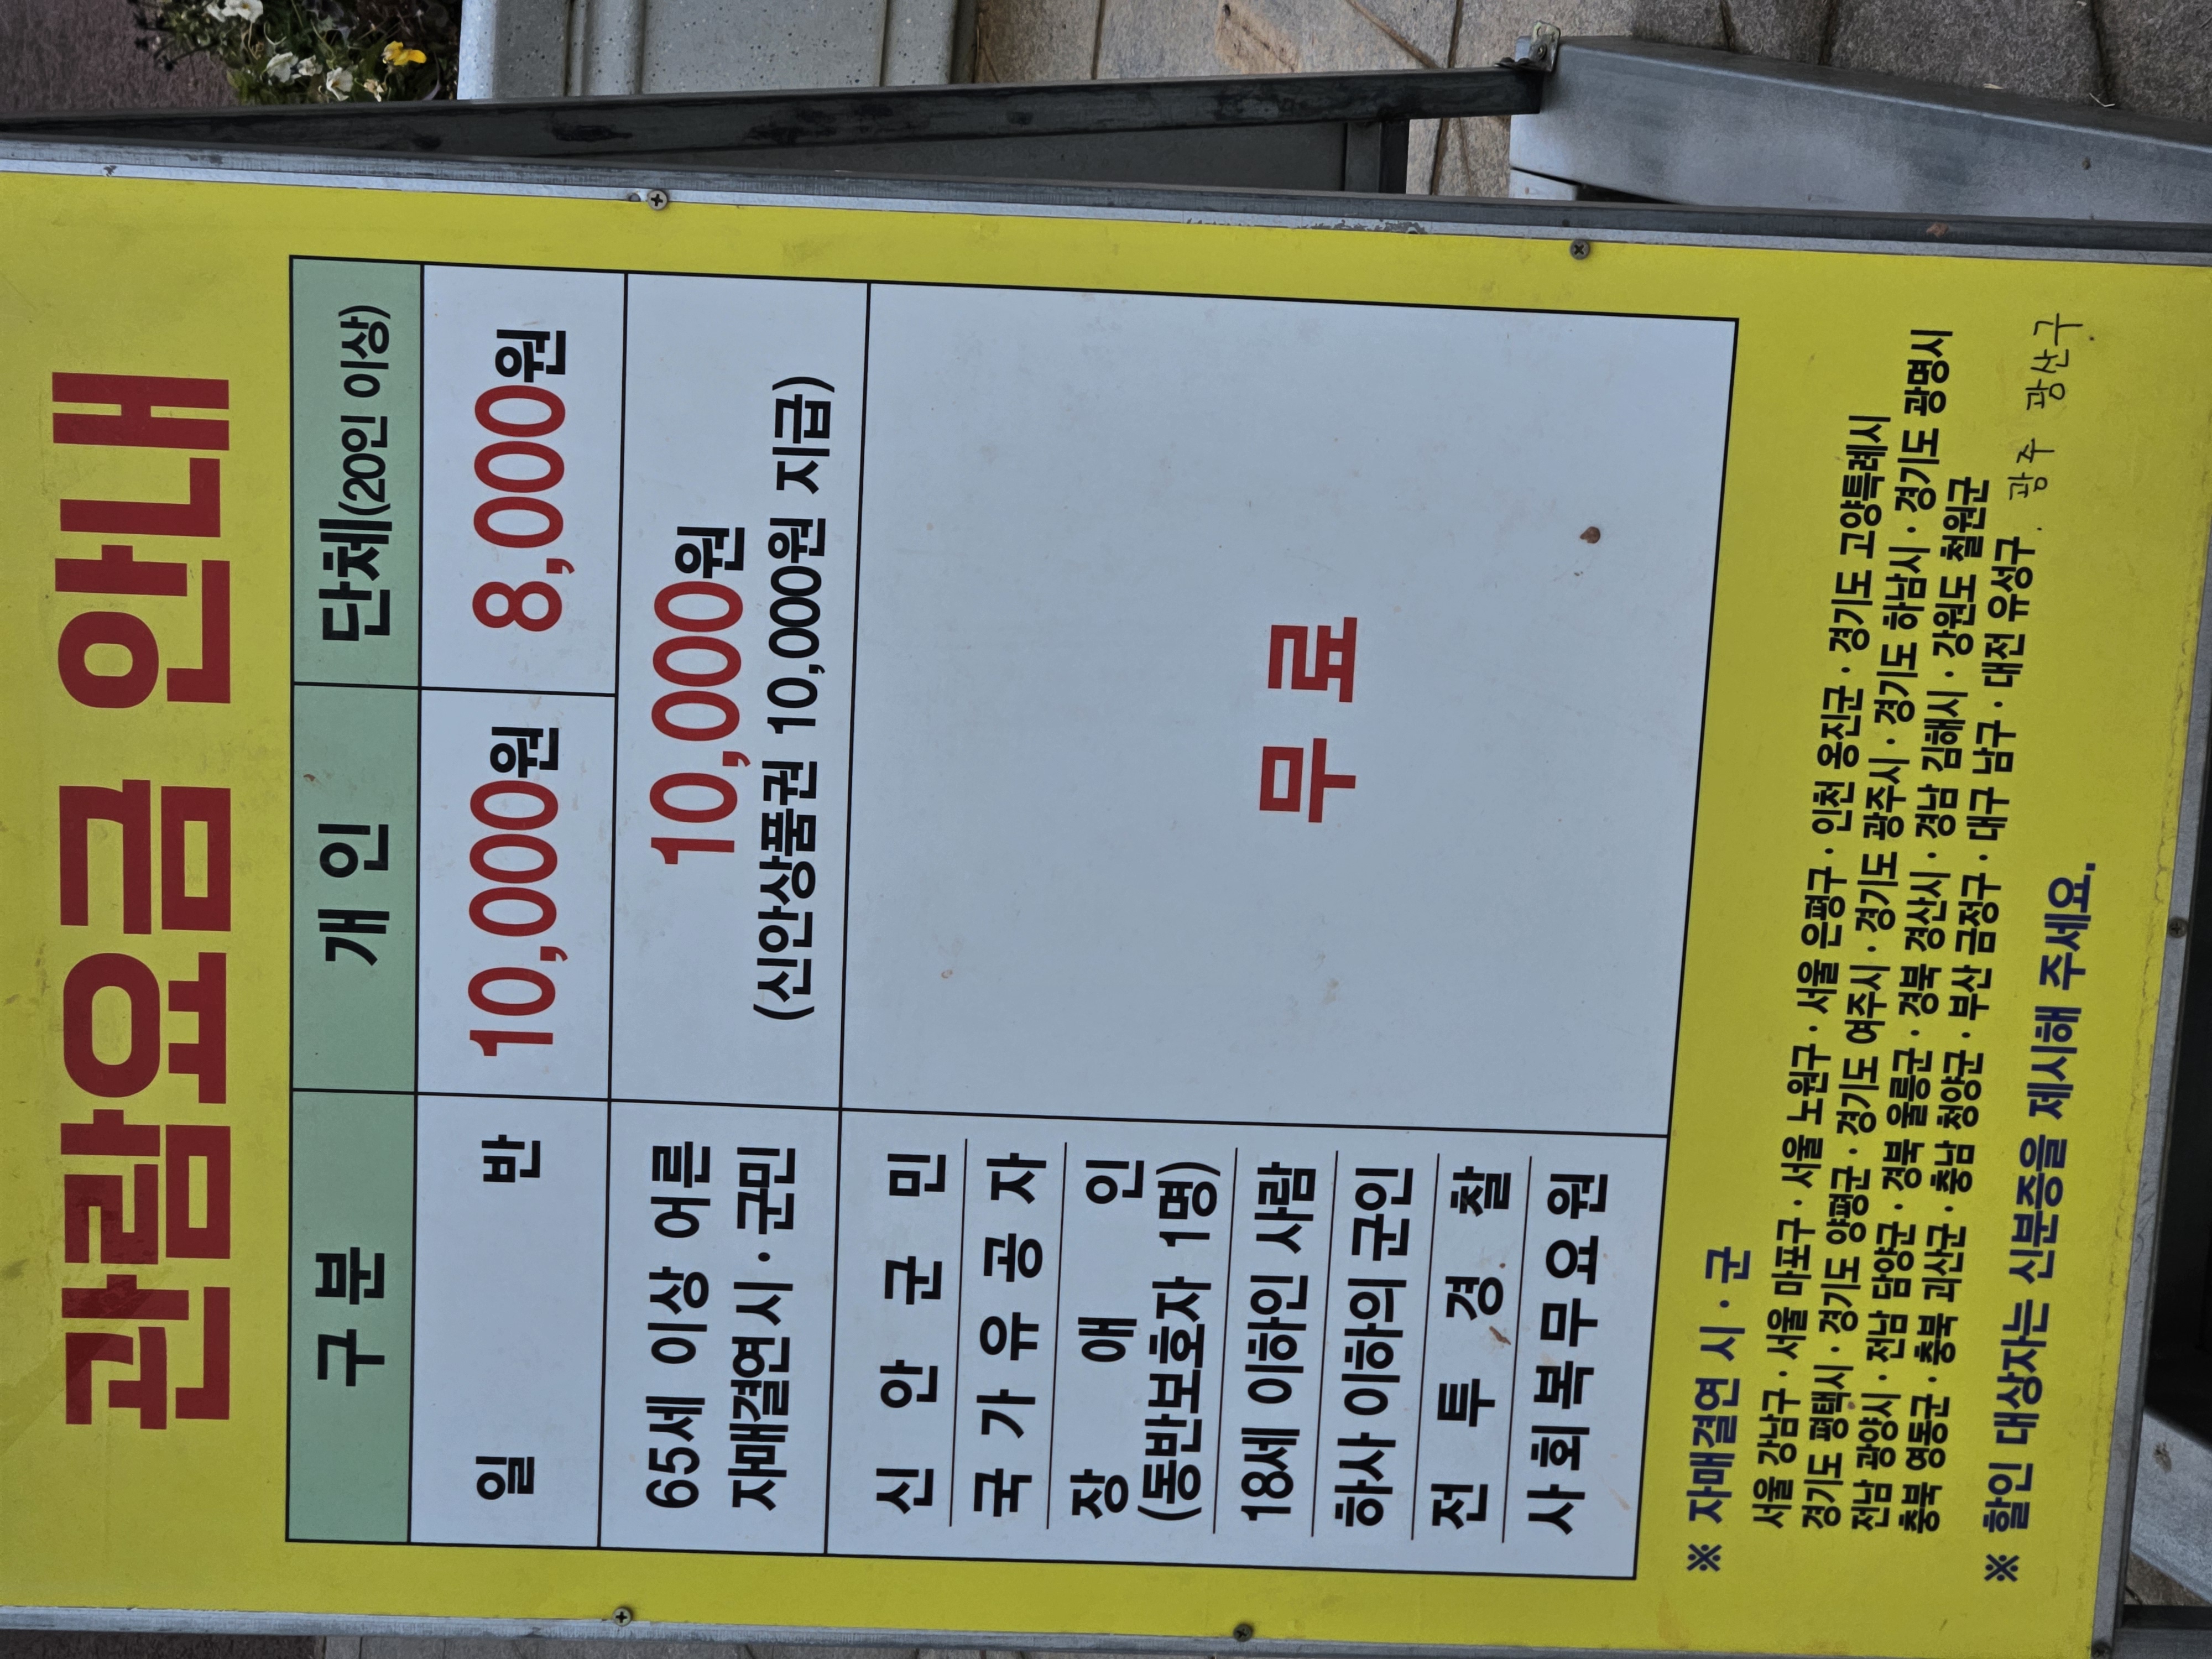 관람요금 안내
구 분 개 인 단체(20인 이상)
일 반 10,000원 8,000원
65세 이상 어른
자매결연 시·군민
10,000원
(신안상품권 10,000원 지급)
신 안 군 민
국 가 유 공 자
장 애 인
(동반보호자 1명)
18세 이하인 사람
하사 이하의 군인
전 투 경 찰
사 회 복 무 요 원
무 료
※ 자매결연 시·군
서울 강남구·서울 마포구·서울 노원구·서울 은평구·인천 옹진군·경기도 고양특례시
경기도 평택시·경기도 양평군·경기도 여주시·경기도 광주시·경기도 하남시·경기도 광명시
전남 광양시·전남 담양군·경북 울릉군·경북 경산시·경남 김해시·강원도 철원군
충북 영동군·충북 괴산군·충남 청양군·부산 금정구·대구 남구·대전 유성구. 광주 광산구
※ 할인 대상자는 신분증을 제시해 주세요.